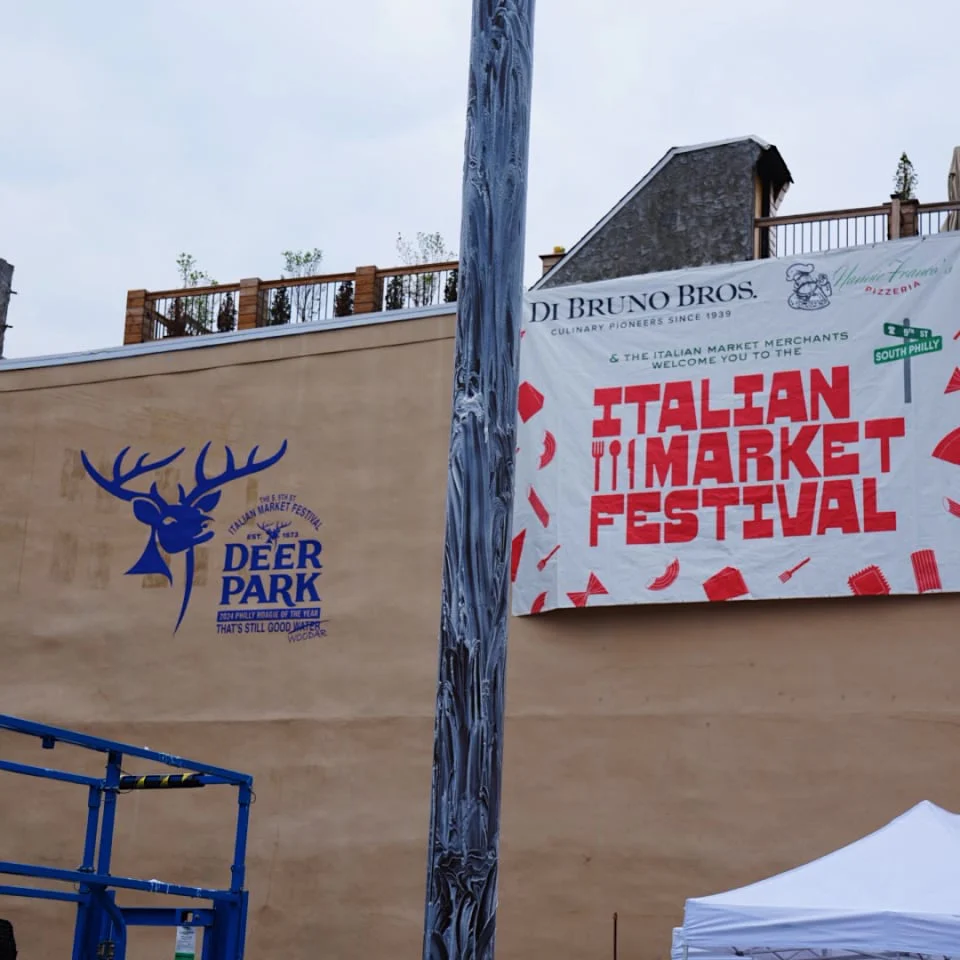 THE S. 9TH ST
ITALIAN MARKET FESTIVAL
EST. 1973
DEER
PARK
2024 PHILLY HOAGIE OF THE YEAR
THAT'S STILL GOOD WATER
WOODAR
DI BRUNO BROS.
CULINARY PIONEERS SINCE 1939
PIZZERIA
& THE ITALIAN MARKET MERCHANTS
WELCOME YOU TO THE
9TH ST
SOUTH PHILLY
ITALIAN
MARKET
FESTIVAL